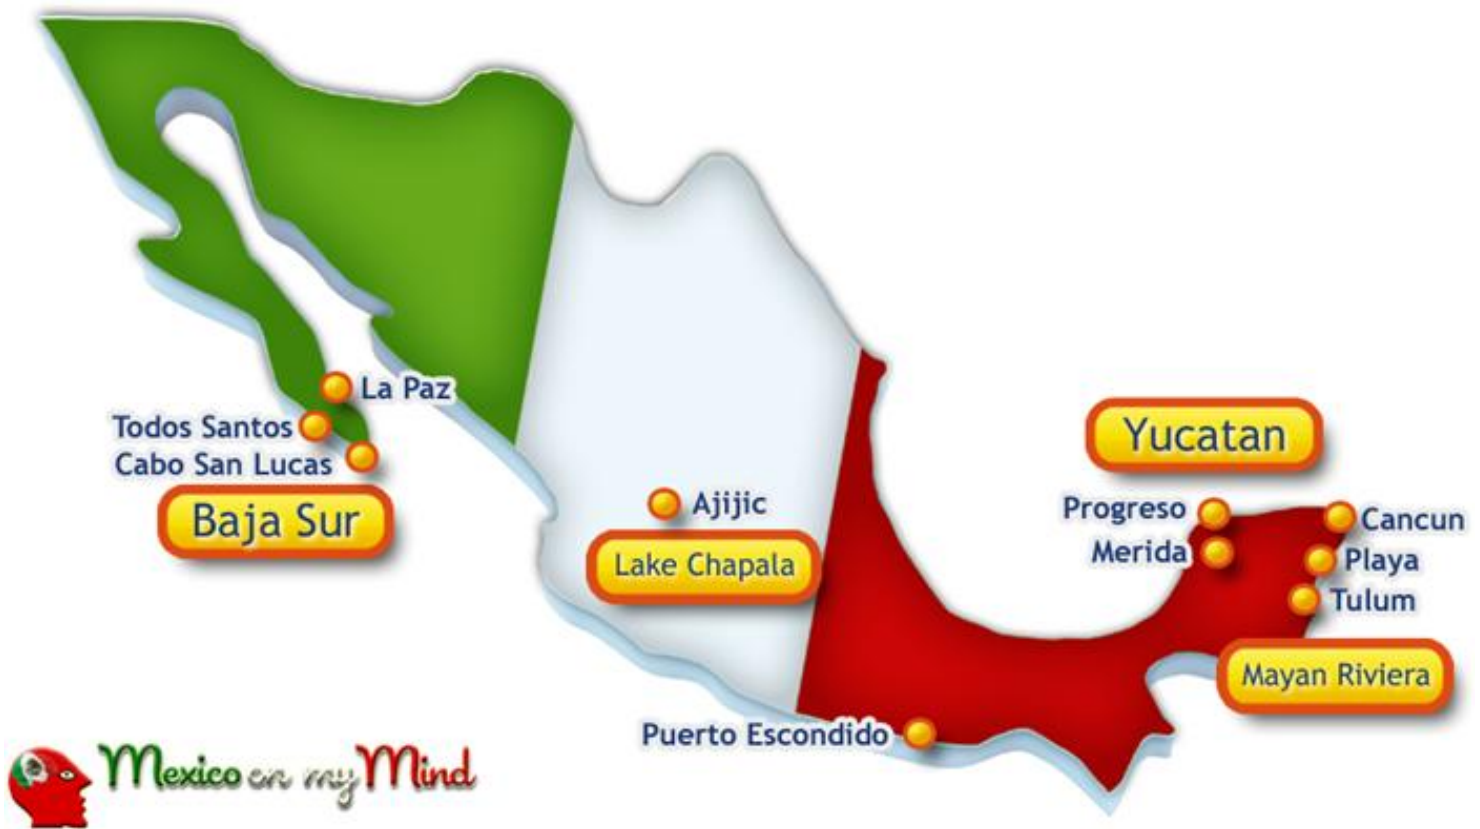 La Paz
Todos Santos
Cabo San Lucas
Baja Sur
Ajijic
Lake Chapala
Yucatan
Progreso
Cancun
Merida
Playa
Tulum
Mayan Riviera
Puerto Escondido
Mexico on my Mind